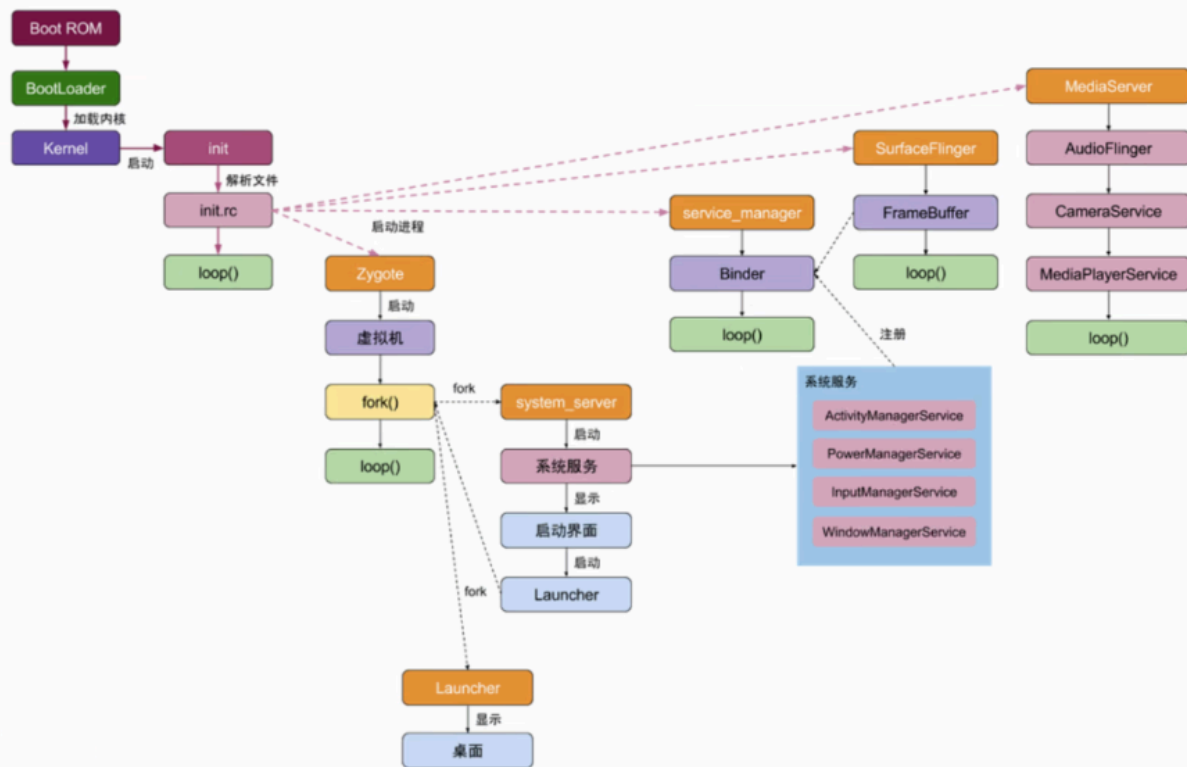 Boot ROM
BootLoader
加载内核
Kernel
启动
init
解析文件
init.rc
loop()
启动进程
Zygote
启动
虚拟机
fork()
loop()
fork
system_server
启动
系统服务
显示
启动界面
启动
Launcher
fork
Launcher
显示
桌面
service_manager
Binder
loop()
SurfaceFlinger
FrameBuffer
loop()
注册
系统服务
ActivityManagerService
PowerManagerService
InputManagerService
WindowManagerService
MediaServer
AudioFlinger
CameraService
MediaPlayerService
loop()